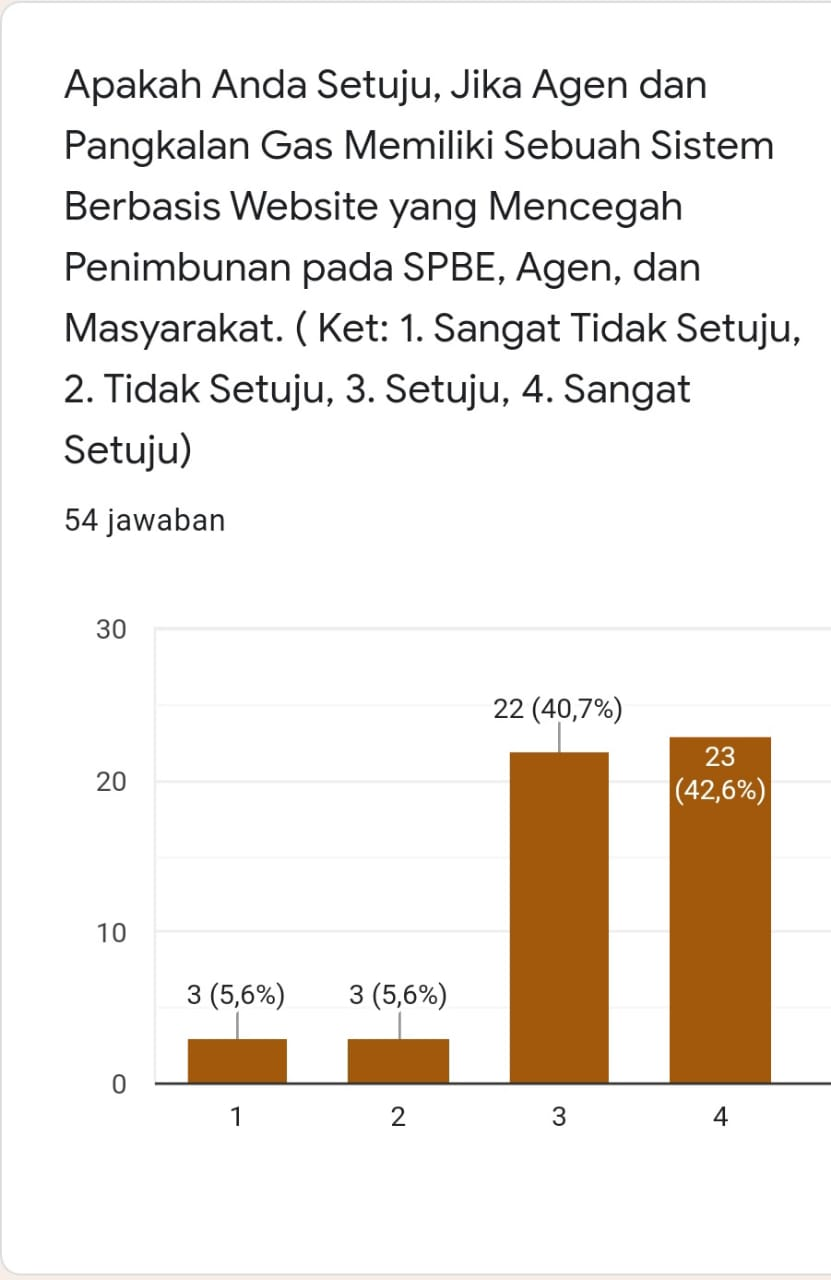 Apakah Anda Setuju, Jika Agen dan
Pangkalan Gas Memiliki Sebuah Sistem
Berbasis Website yang Mencegah
Penimbunan pada SPBE, Agen, dan
Masyarakat. ( Ket: 1. Sangat Tidak Setuju,
2. Tidak Setuju, 3. Setuju, 4. Sangat
Setuju)
54 jawaban
30
20
10
0
3 (5,6%)
3 (5,6%)
22 (40,7%)
23
(42,6%)
1
2
3
4